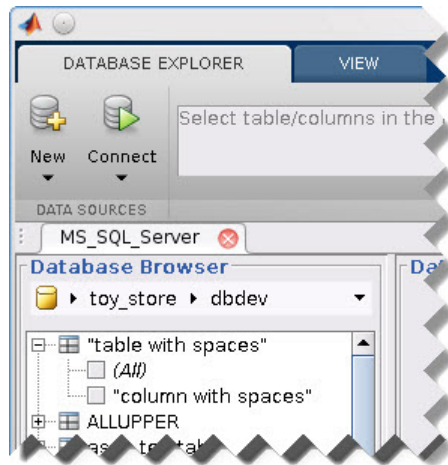 DATABASE EXPLORER VIEW
Select table/columns in the
New Connect
DATA SOURCES
MS_SQL_Server
Database Browser
toy_store dbdev
"table with spaces"
(All)
"column with spaces"
ALLUPPER